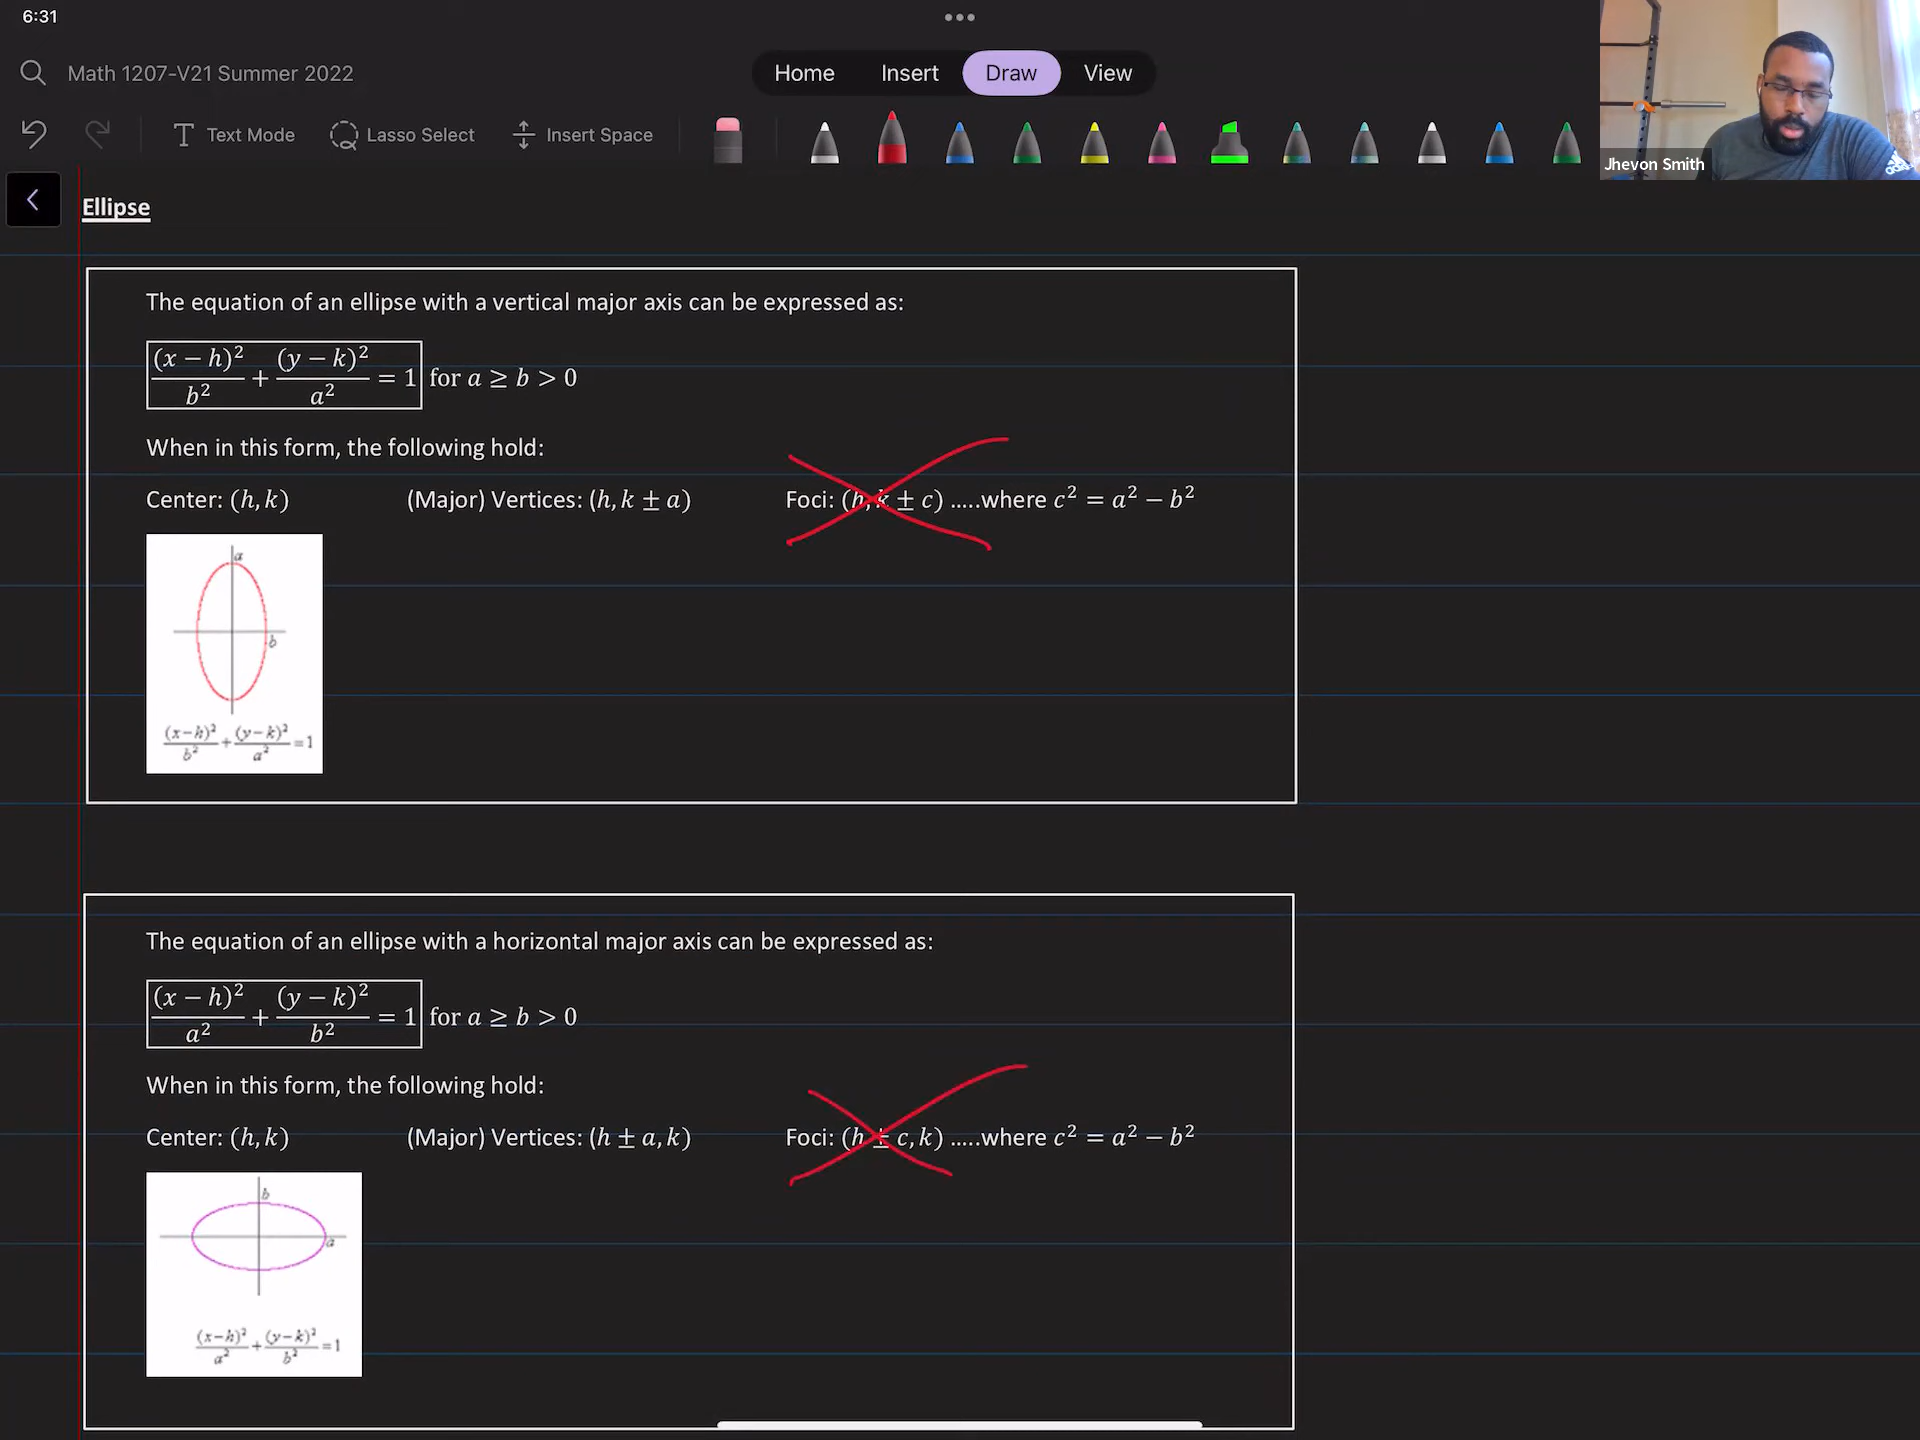 6:31
Math 1207-V21 Summer 2022
Home Insert Draw View
Text Mode Lasso Select Insert Space
Jhevon Smith
Ellipse
The equation of an ellipse with a vertical major axis can be expressed as:
(x − h)²/b² + (y − k)²/a² = 1 for a ≥ b > 0
When in this form, the following hold:
Center: (h, k) (Major) Vertices: (h, k ± a) Foci: (h, k ± c) .....where c² = a² − b²
a
b
(x−h)²/b² + (y−k)²/a² = 1
The equation of an ellipse with a horizontal major axis can be expressed as:
(x − h)²/a² + (y − k)²/b² = 1 for a ≥ b > 0
When in this form, the following hold:
Center: (h, k) (Major) Vertices: (h ± a, k) Foci: (h ± c, k) .....where c² = a² − b²
b
a
(x−h)²/a² + (y−k)²/b² = 1